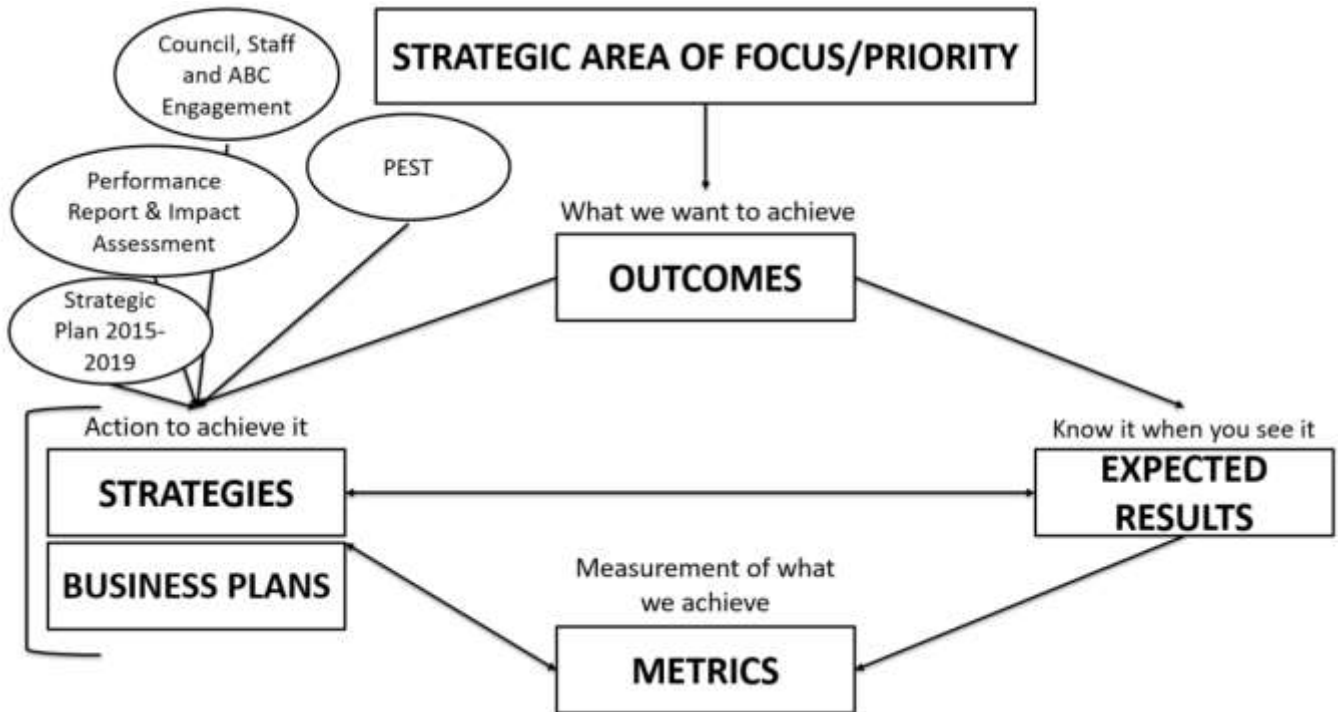 Council, Staff
and ABC
Engagement
STRATEGIC AREA OF FOCUS/PRIORITY
PEST
Performance
Report & Impact
Assessment
What we want to achieve
OUTCOMES
Strategic
Plan 2015-
2019
Action to achieve it
STRATEGIES
BUSINESS PLANS
Know it when you see it
EXPECTED
RESULTS
Measurement of what
we achieve
METRICS